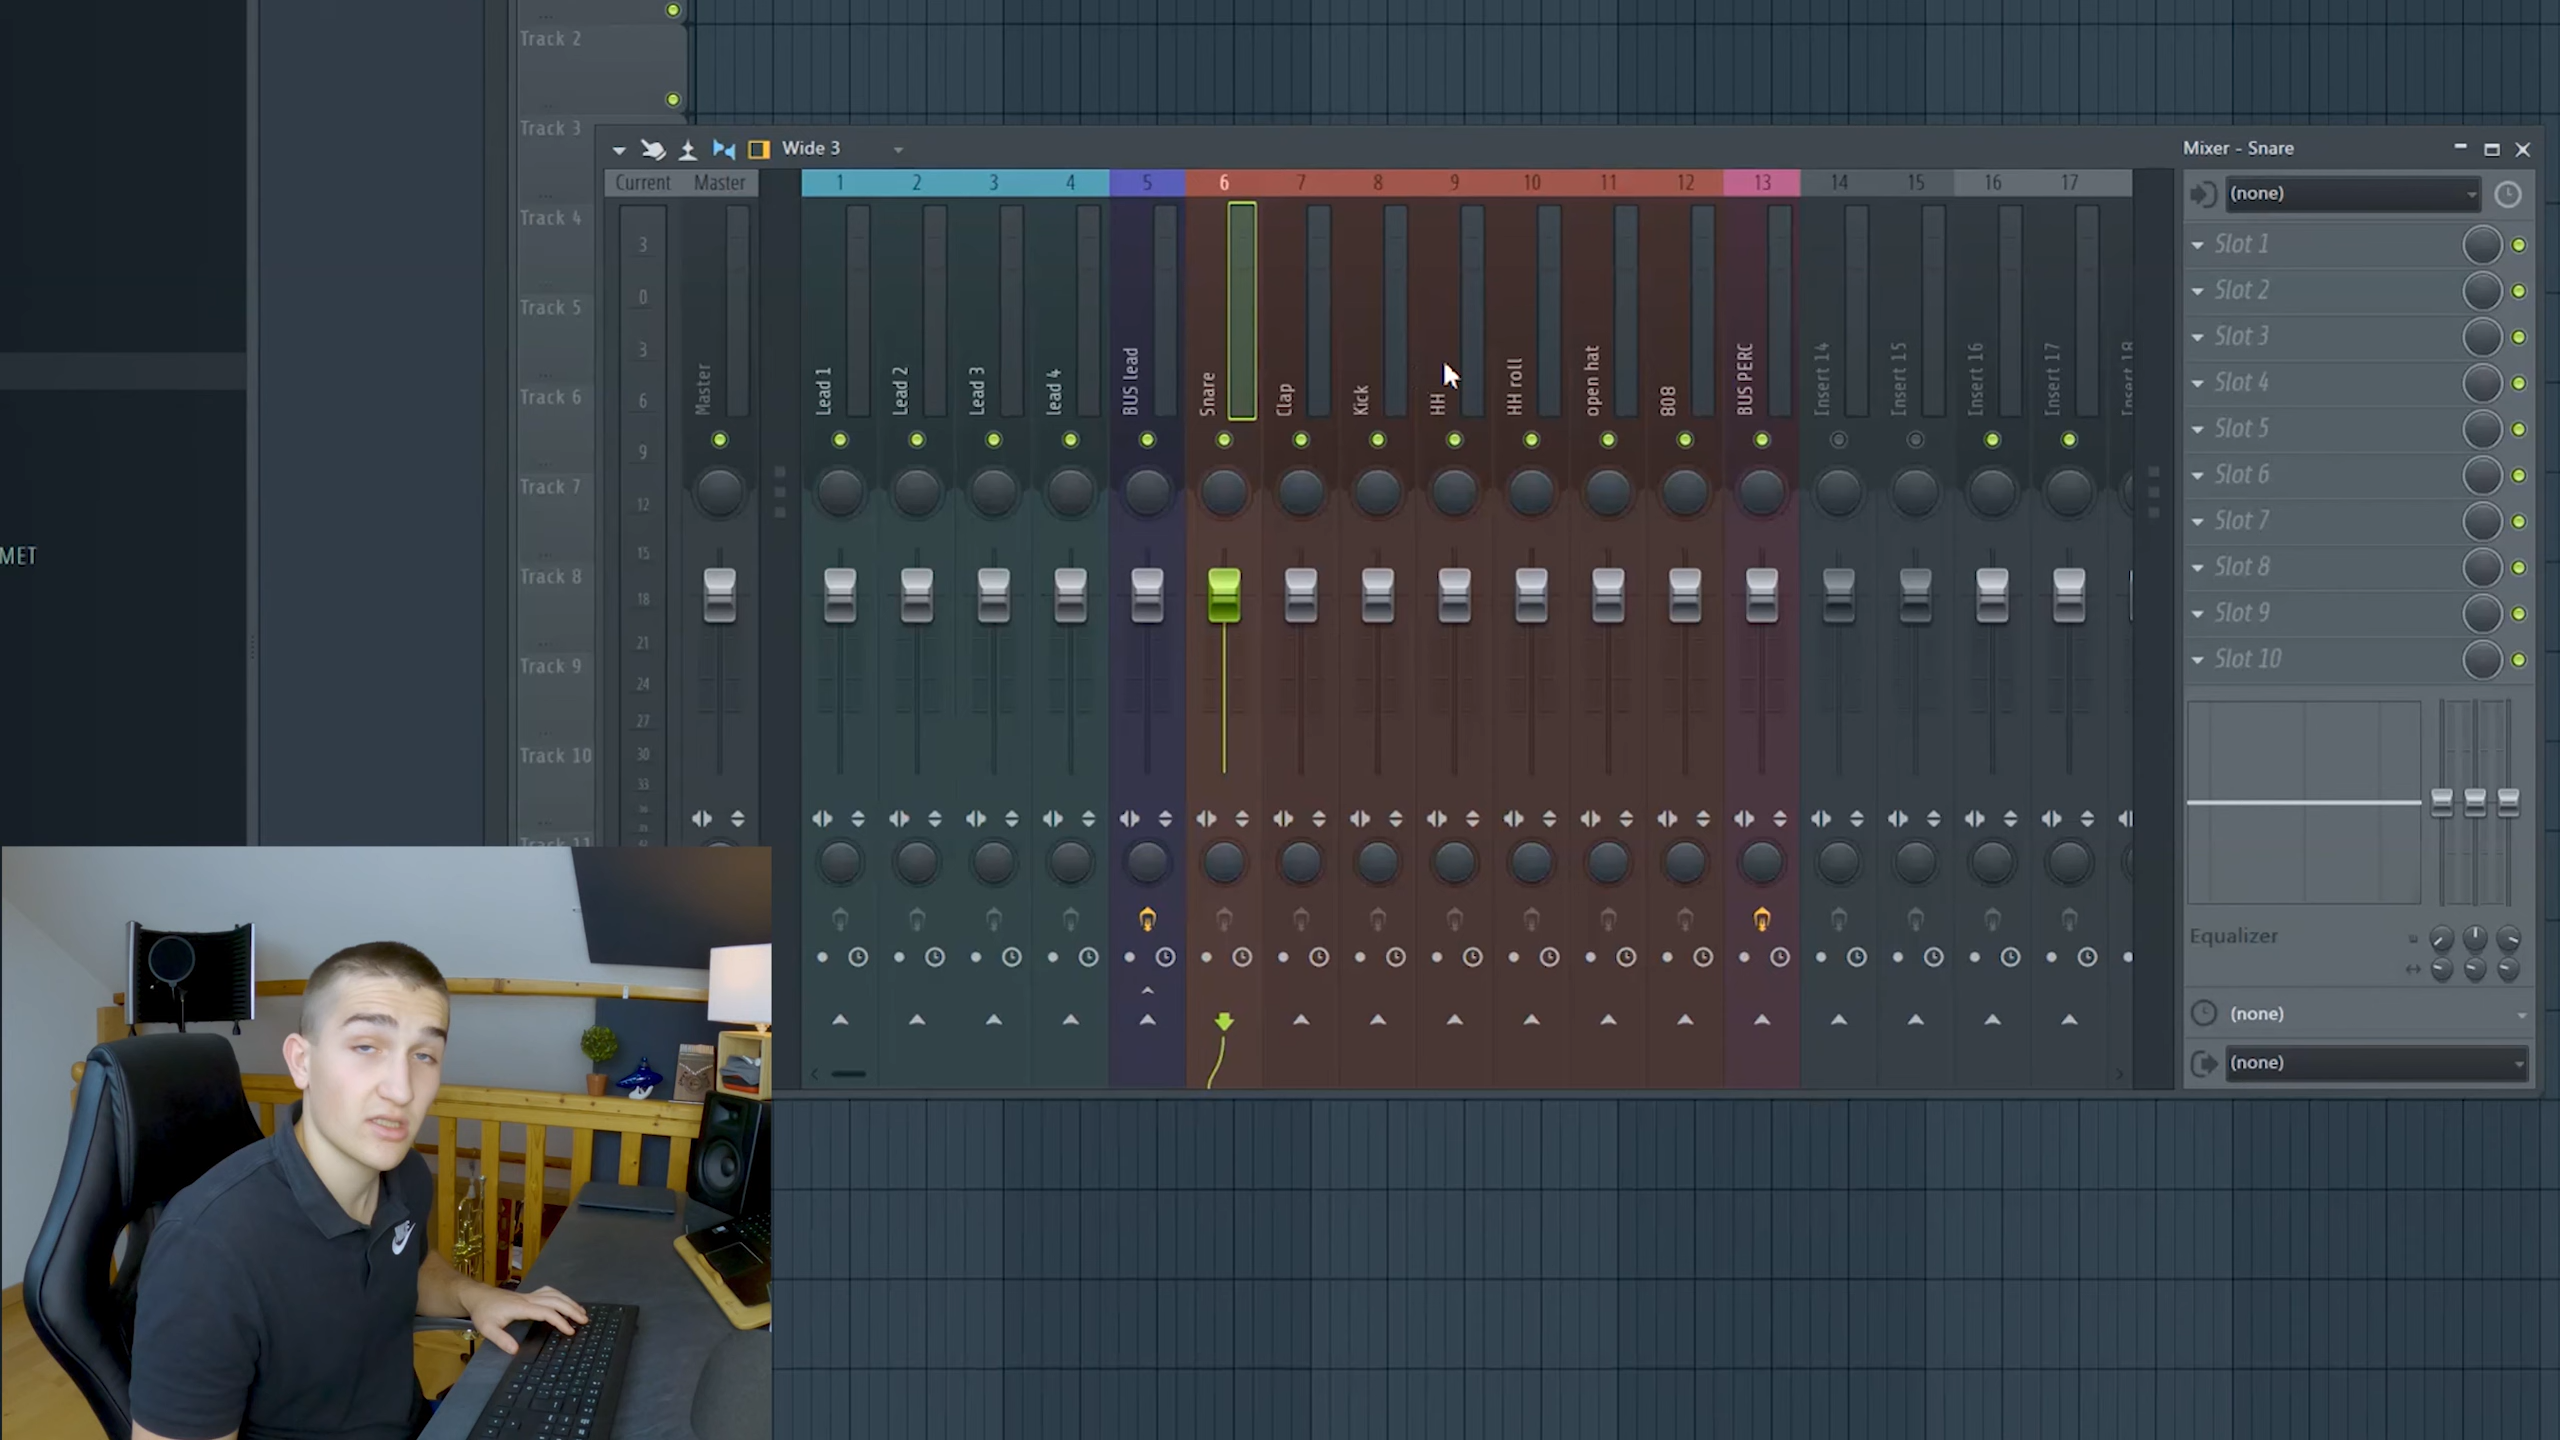 Track 2
Track 3
Track 4
Track 5
Track 6
Track 7
Track 8
Track 9
Track 10
Track 11
MET
Wide 3
Mixer - Snare
Current Master 1 2 3 4 5 6 7 8 9 10 11 12 13 14 15 16 17
3
0
3
6
9
12
15
18
21
24
27
30
33
Master
Lead 1
Lead 2
Lead 3
lead 4
BUS lead
Snare
Clap
Kick
HH
HH roll
open hat
808
BUS PERC
Insert 14
Insert 15
Insert 16
Insert 17
(none)
Slot 1
Slot 2
Slot 3
Slot 4
Slot 5
Slot 6
Slot 7
Slot 8
Slot 9
Slot 10
Equalizer
(none)
(none)